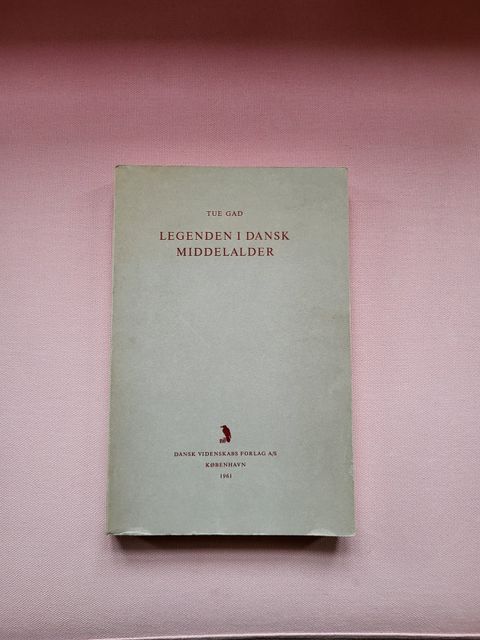 TUE GAD
LEGENDEN I DANSK
MIDDELALDER
DANSK VIDENSKABS FORLAG A/S
KØBENHAVN
1961